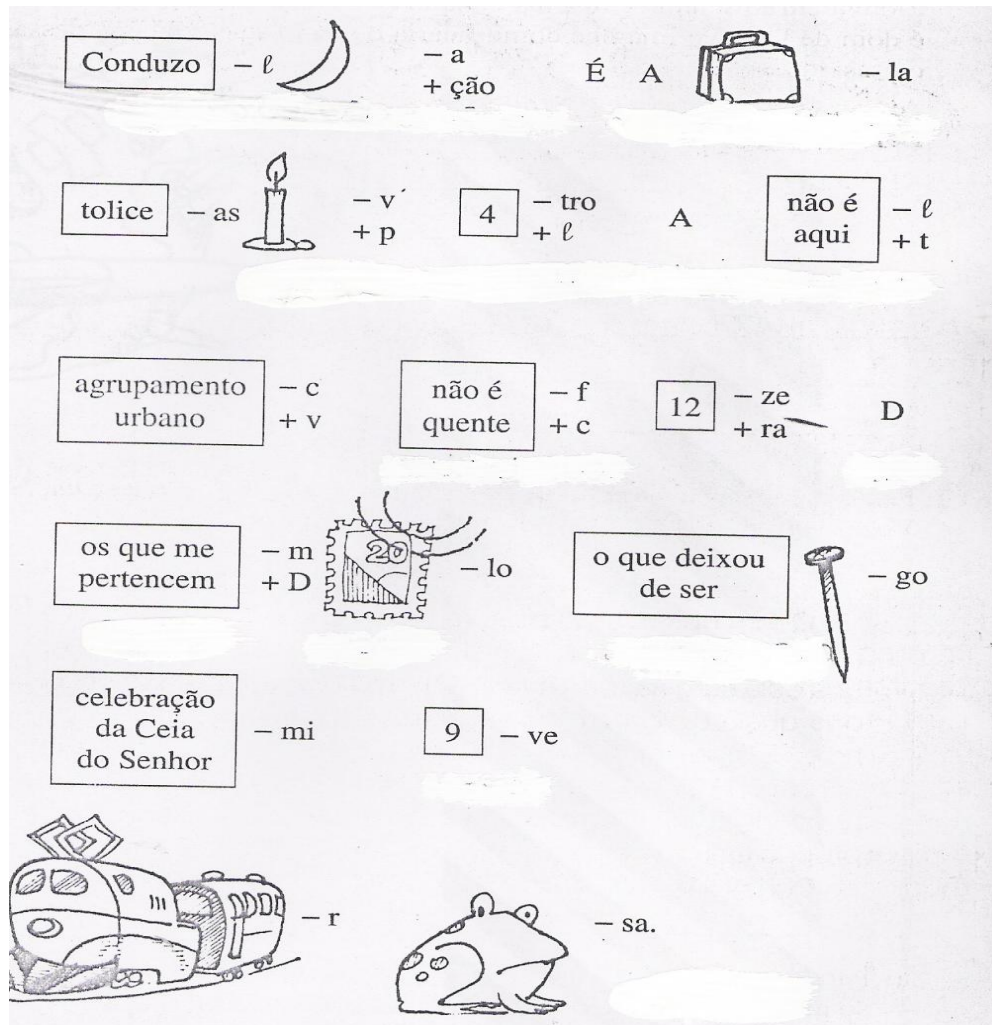 Conduzo – ℓ – a + ção É A – la
tolice – as – v + p 4 – tro + ℓ A não é aqui – ℓ + t
agrupamento urbano – c + v não é quente – f + c 12 – ze + ra D
os que me pertencem – m + D 20 – lo o que deixou de ser – go
celebração da Ceia do Senhor – mi 9 – ve
– r – sa.